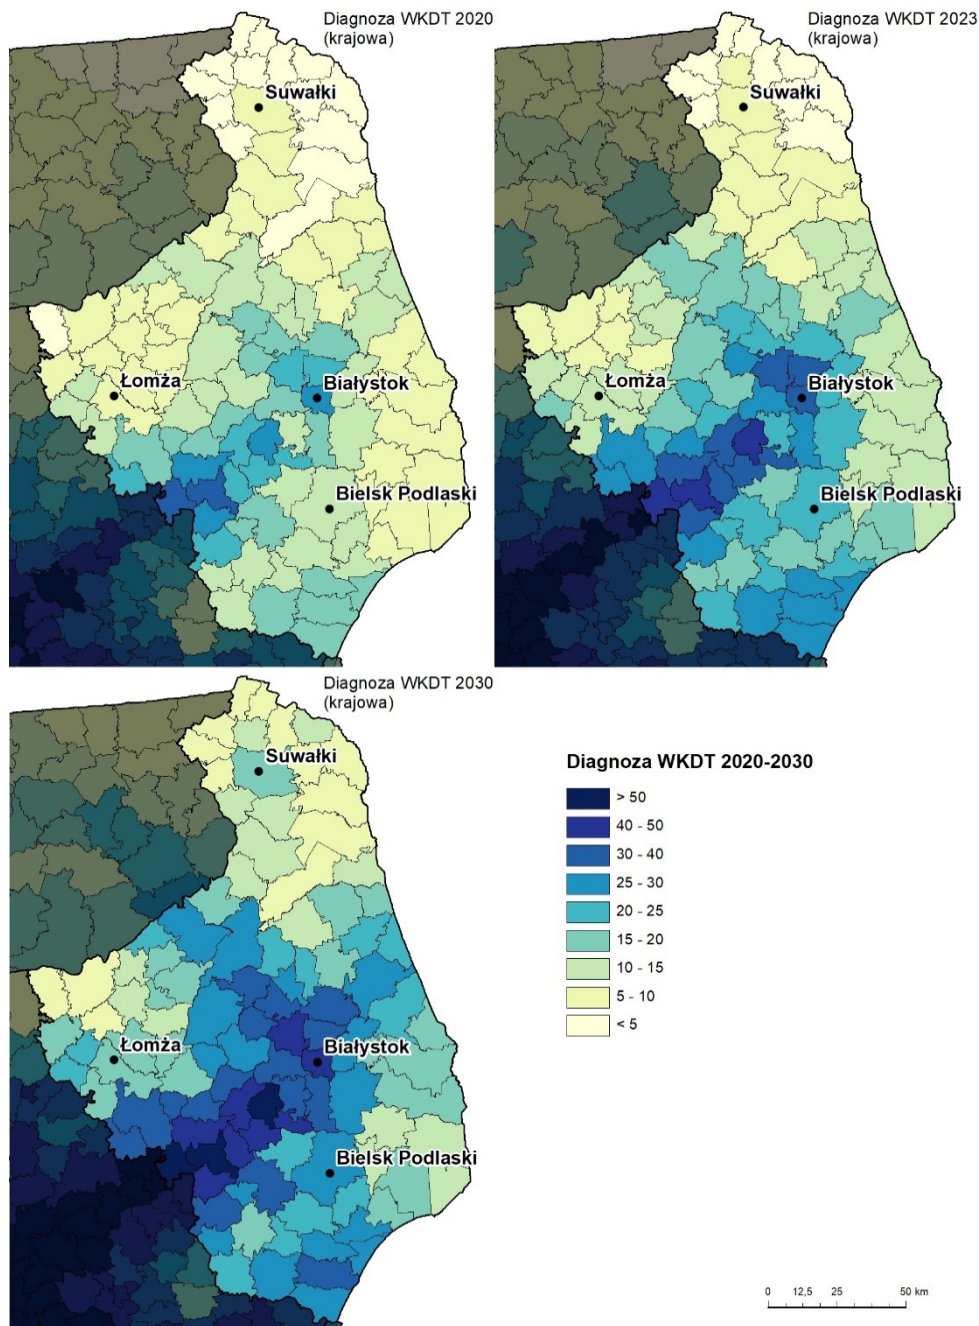 Diagnoza WKDT 2020
(krajowa)
Suwałki
Łomża
Białystok
Bielsk Podlaski
Diagnoza WKDT 2023
(krajowa)
Suwałki
Łomża
Białystok
Bielsk Podlaski
Diagnoza WKDT 2030
(krajowa)
Suwałki
Łomża
Białystok
Bielsk Podlaski
Diagnoza WKDT 2020-2030
> 50
40 - 50
30 - 40
25 - 30
20 - 25
15 - 20
10 - 15
5 - 10
< 5
0 12,5 25 50 km